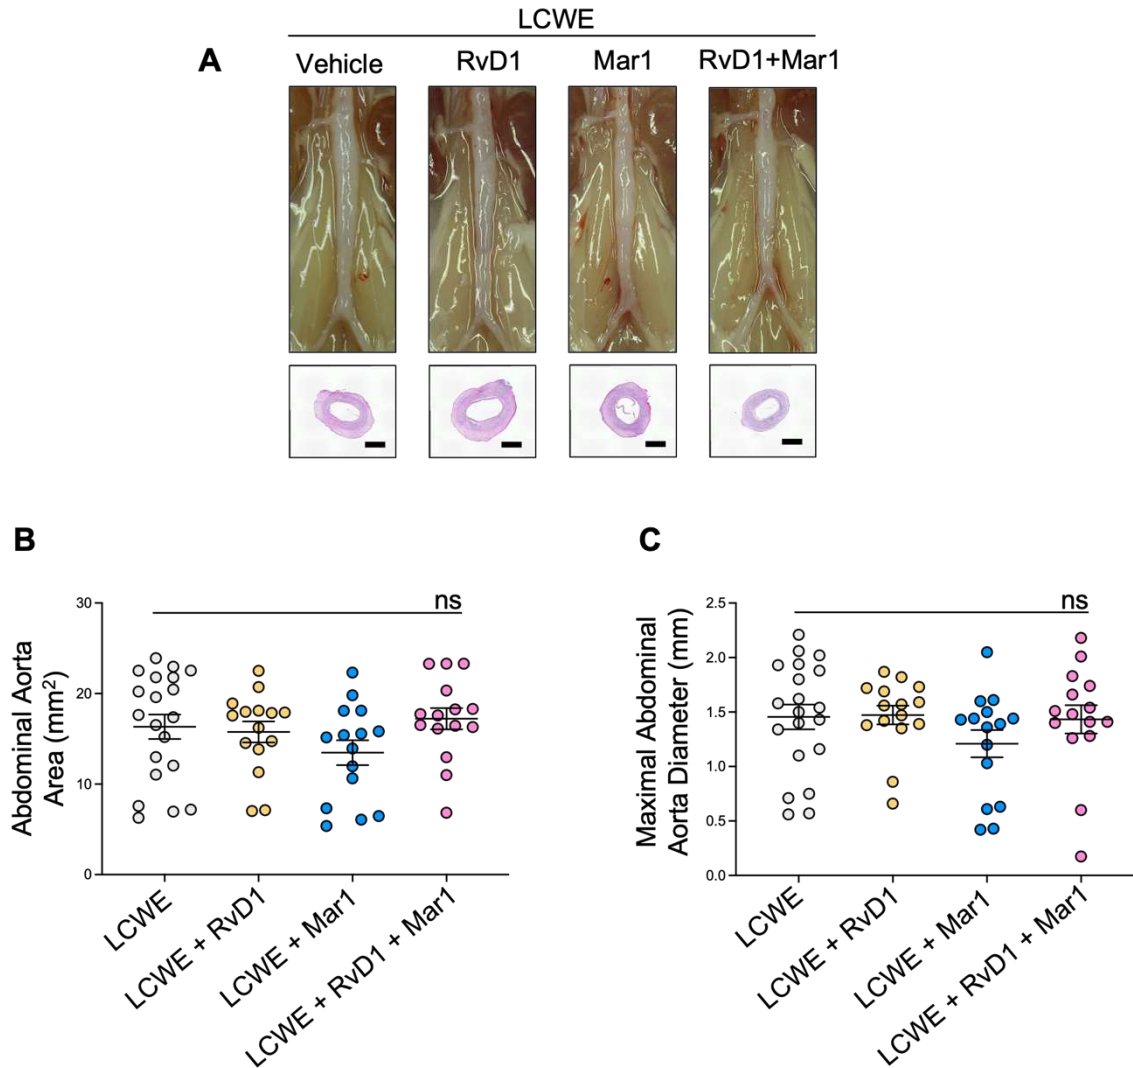 LCWE
A
Vehicle
RvD1
Mar1
RvD1+Mar1
B
Abdominal Aorta
Area (mm²)
30
20
10
0
ns
LCWE
LCWE + RvD1
LCWE + Mar1
LCWE + RvD1 + Mar1
C
Maximal Abdominal
Aorta Diameter (mm)
2.5
2.0
1.5
1.0
0.5
0.0
ns
LCWE
LCWE + RvD1
LCWE + Mar1
LCWE + RvD1 + Mar1